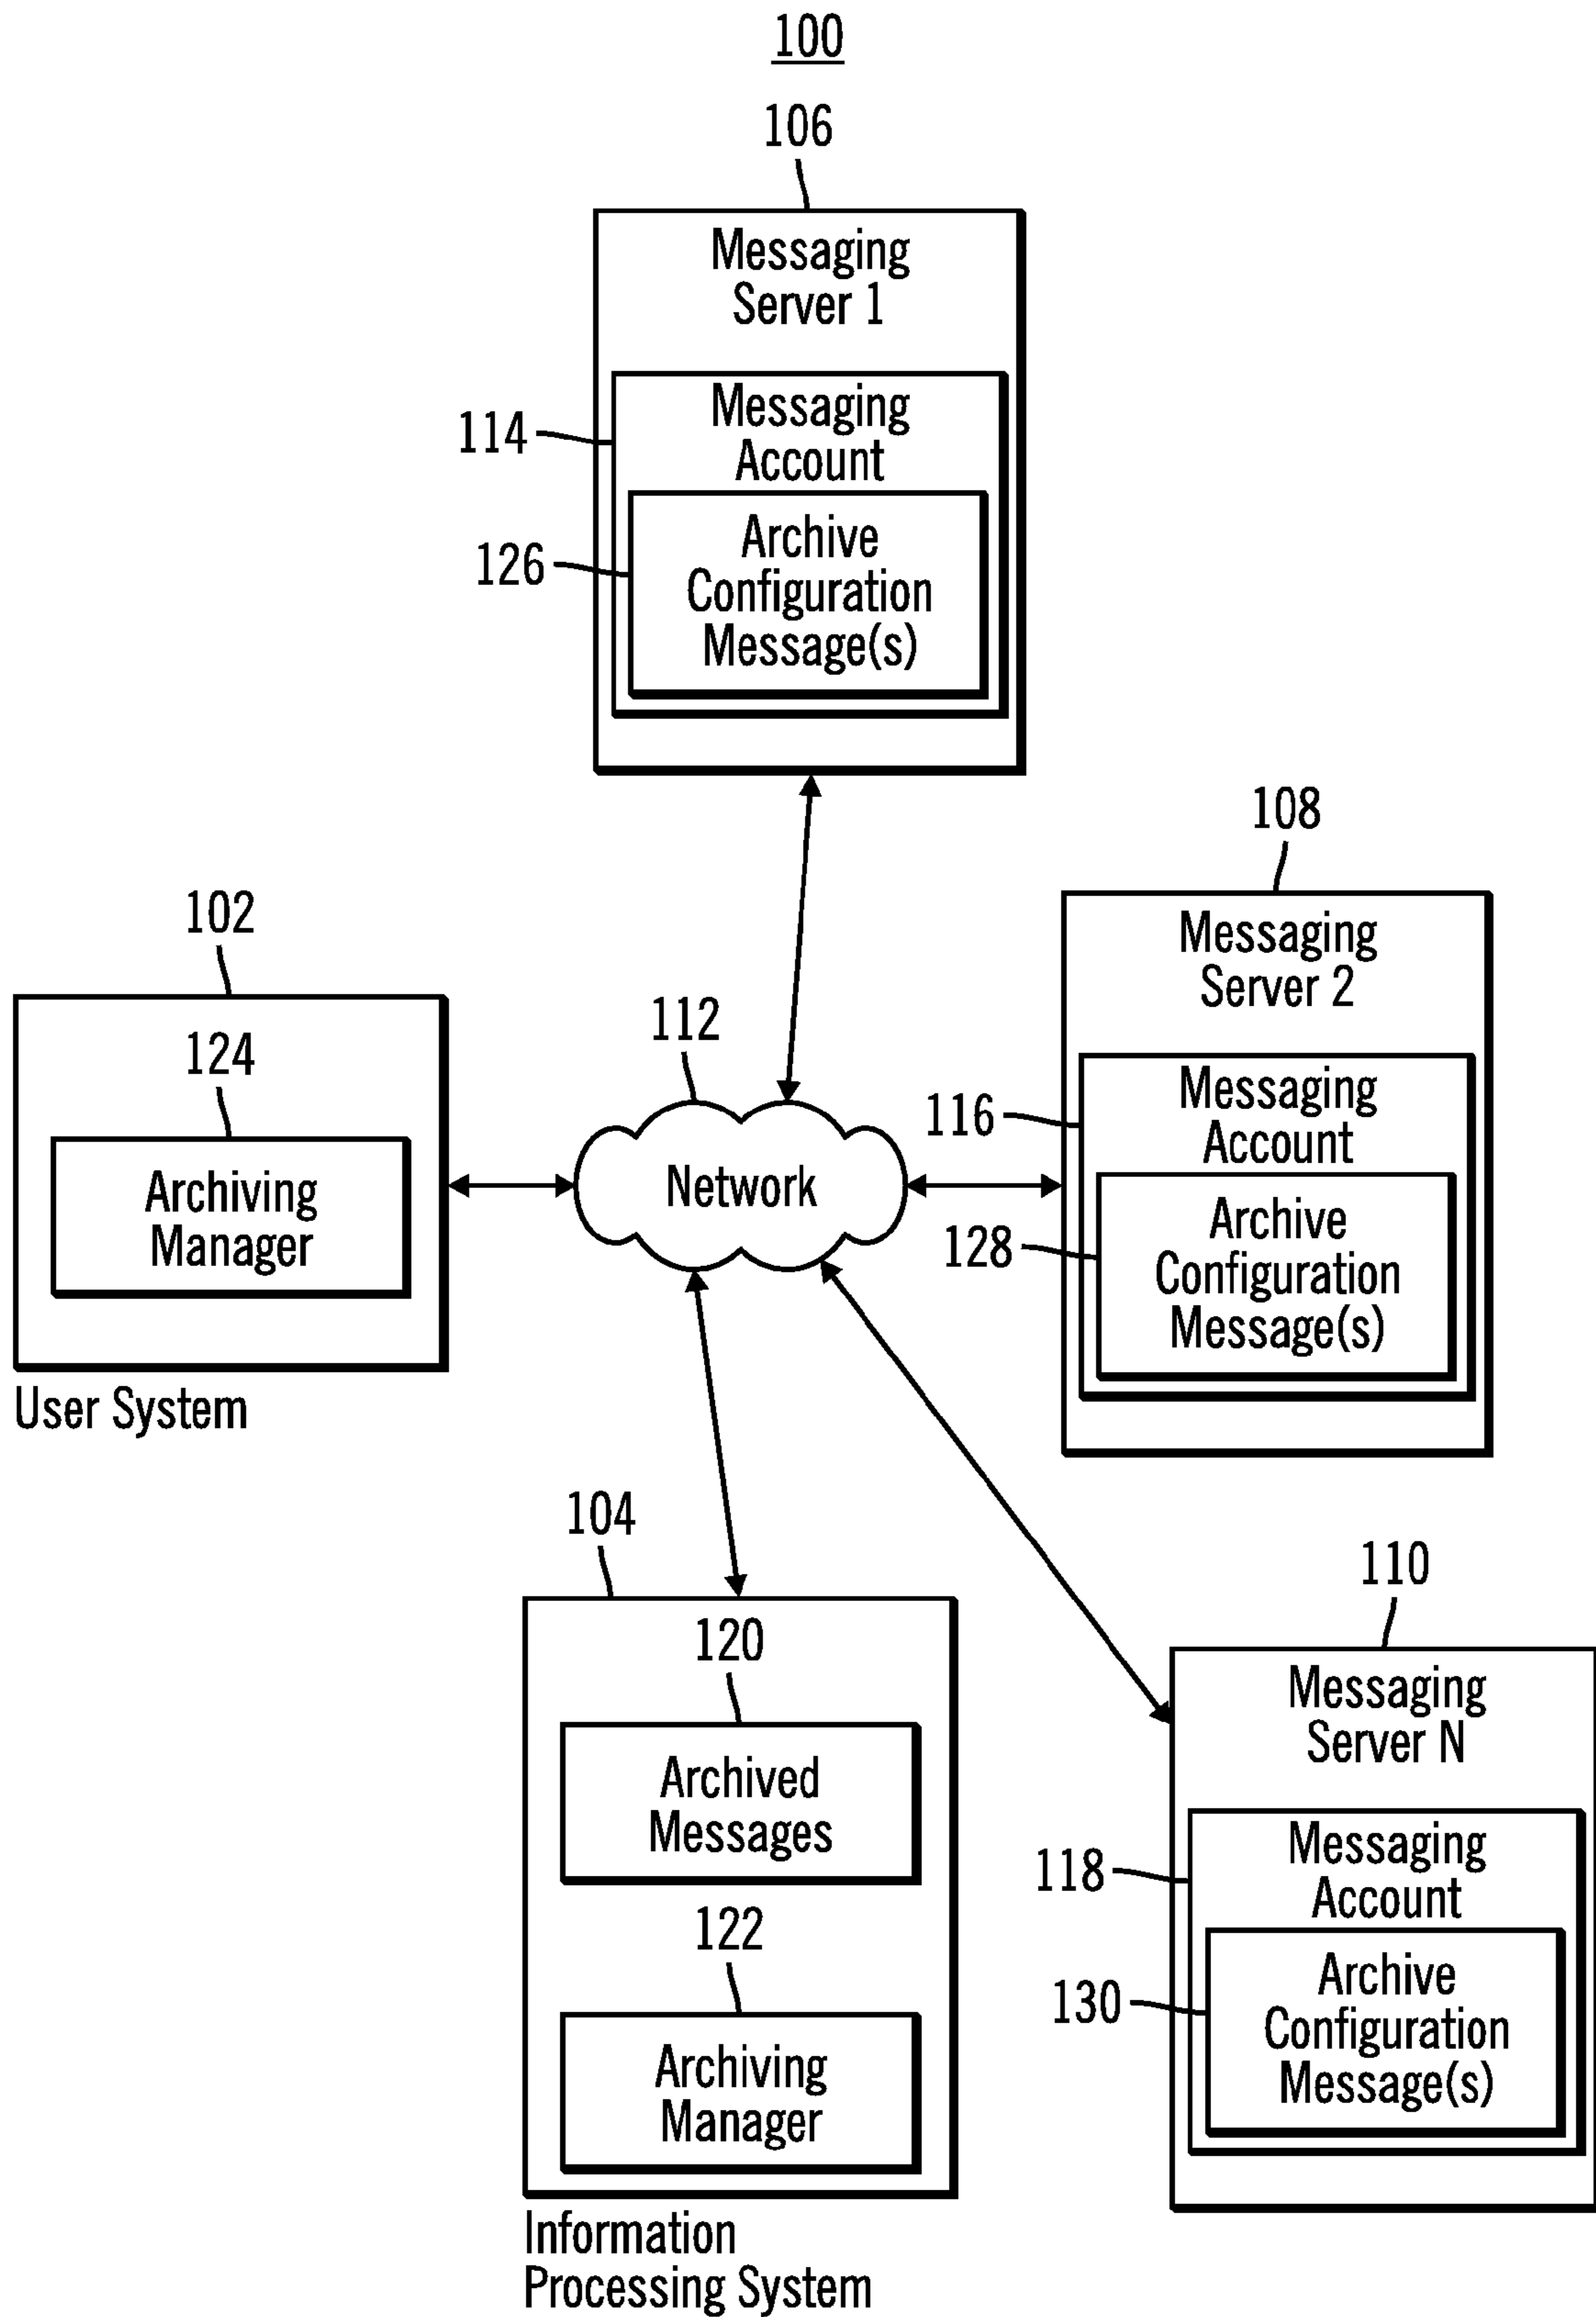 100
106
Messaging
Server 1
114
Messaging
Account
126
Archive
Configuration
Message(s)
108
Messaging
Server 2
116
Messaging
Account
128
Archive
Configuration
Message(s)
102
124
Archiving
Manager
User System
112
Network
104
120
Archived
Messages
122
Archiving
Manager
Information
Processing System
110
Messaging
Server N
118
Messaging
Account
130
Archive
Configuration
Message(s)